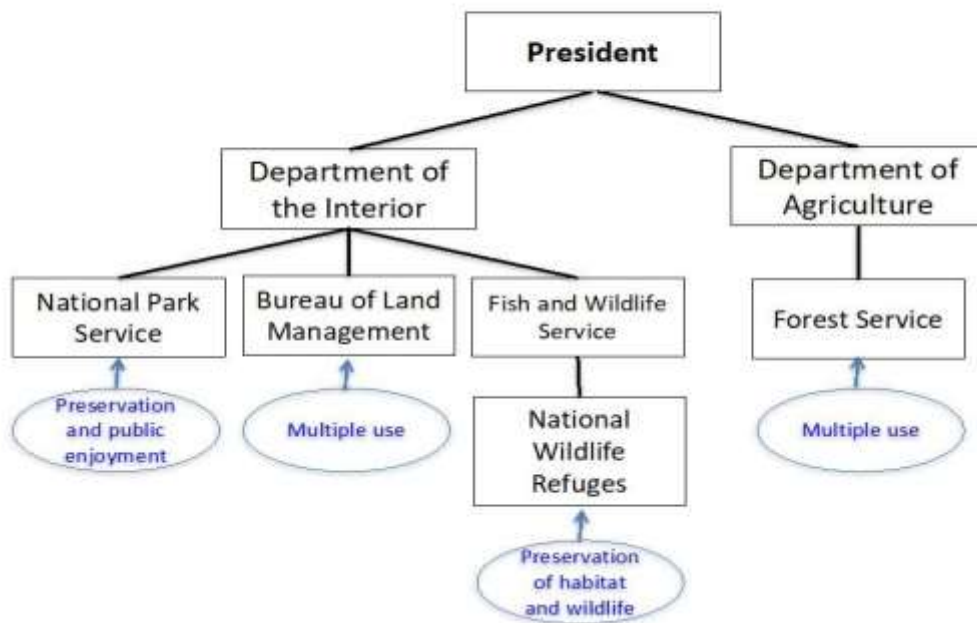 President
Department of
the Interior
Department of
Agriculture
National Park
Service
Bureau of Land
Management
Fish and Wildlife
Service
Forest Service
Preservation
and public
enjoyment
Multiple use
National
Wildlife
Refuges
Multiple use
Preservation
of habitat
and wildlife